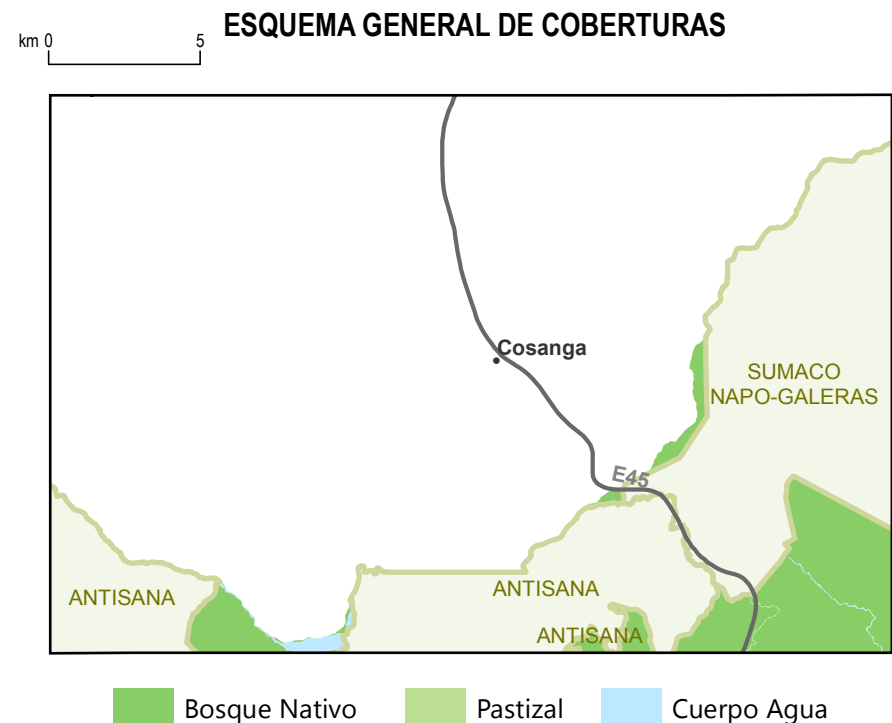 ESQUEMA GENERAL DE COBERTURAS
km 0 5
Cosanga
SUMACO
NAPO-GALERAS
E45
ANTISANA
ANTISANA
ANTISANA
Bosque Nativo
Pastizal
Cuerpo Agua